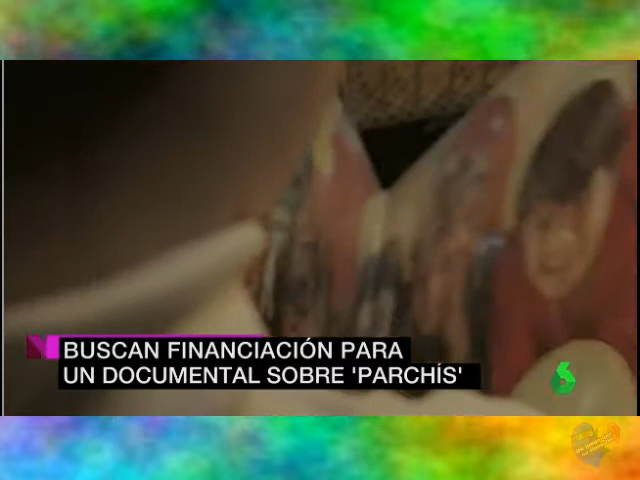 BUSCAN FINANCIACIÓN PARA
UN DOCUMENTAL SOBRE 'PARCHÍS'